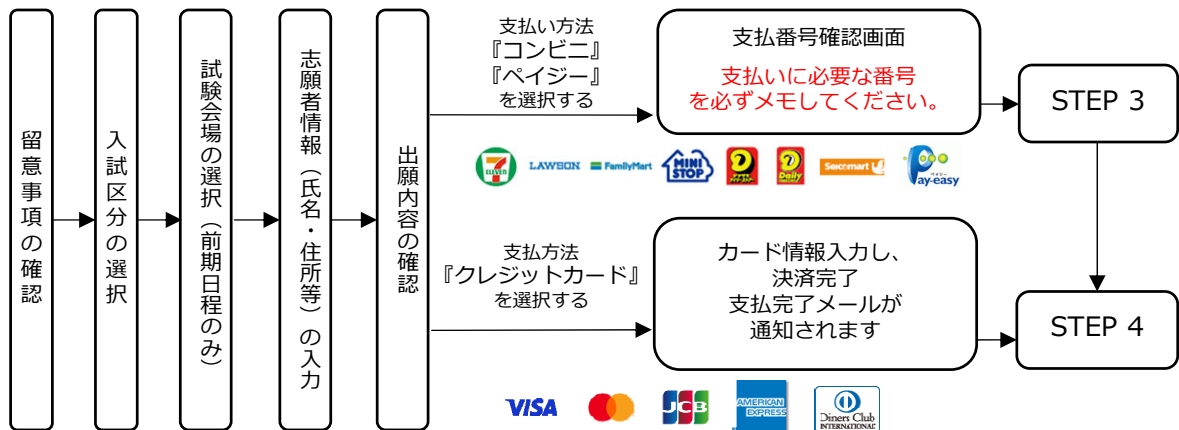 留意事項の確認
入試区分の選択
試験会場の選択（前期日程のみ）
志願者情報（氏名・住所等）の入力
出願内容の確認
支払い方法
『コンビニ』
『ペイジー』
を選択する
支払番号確認画面
支払いに必要な番号
を必ずメモしてください。
STEP 3
7
ELEVEN
LAWSON
FamilyMart
MINI
STOP
Daily
Seicomart
ペイジー
Pay-easy
支払方法
『クレジットカード』
を選択する
カード情報入力し、
決済完了
支払完了メールが
通知されます
STEP 4
VISA
JCB
AMERICAN
EXPRESS
Diners Club
INTERNATIONAL